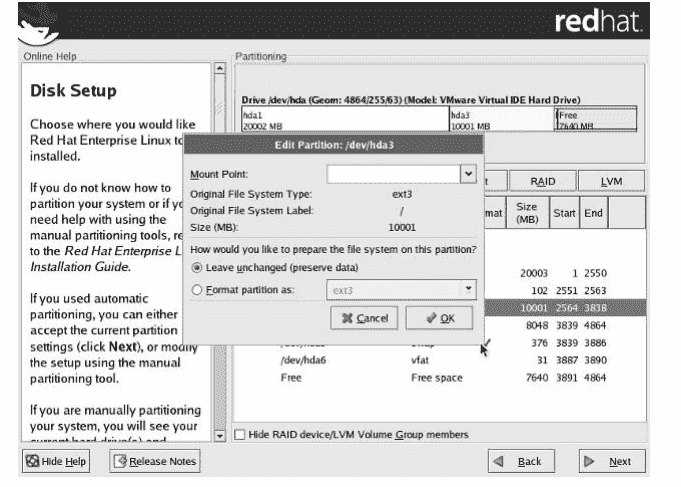 redhat.
Online Help
Partitioning
Disk Setup
Choose where you would like
Red Hat Enterprise Linux to
installed.
If you do not know how to
partition your system or if you
need help with using the
manual partitioning tools, re
to the Red Hat Enterprise L
Installation Guide.
If you used automatic
partitioning, you can either
accept the current partition
settings (click Next), or modify
the setup using the manual
partitioning tool.
If you are manually partitioning
your system, you will see your
Drive /dev/hda (Geom: 4864/255/63) (Model: VMware Virtual IDE Hard Drive)
hda1 hda3 Free
20002 MB 10001 MB 7640 MB
Edit Partition: /dev/hda3
Mount Point:
Original File System Type: ext3
Original File System Label: /
Size (MB): 10001
How would you like to prepare the file system on this partition?
Leave unchanged (preserve data)
Format partition as: ext3
Cancel OK
t RAID LVM
mat Size (MB) Start End
20003 1 2550
102 2551 2563
10001 2564 3838
8048 3839 4864
376 3839 3886
/dev/hda6 vfat 31 3887 3890
Free Free space 7640 3891 4864
Hide RAID device/LVM Volume Group members
Hide Help Release Notes Back Next